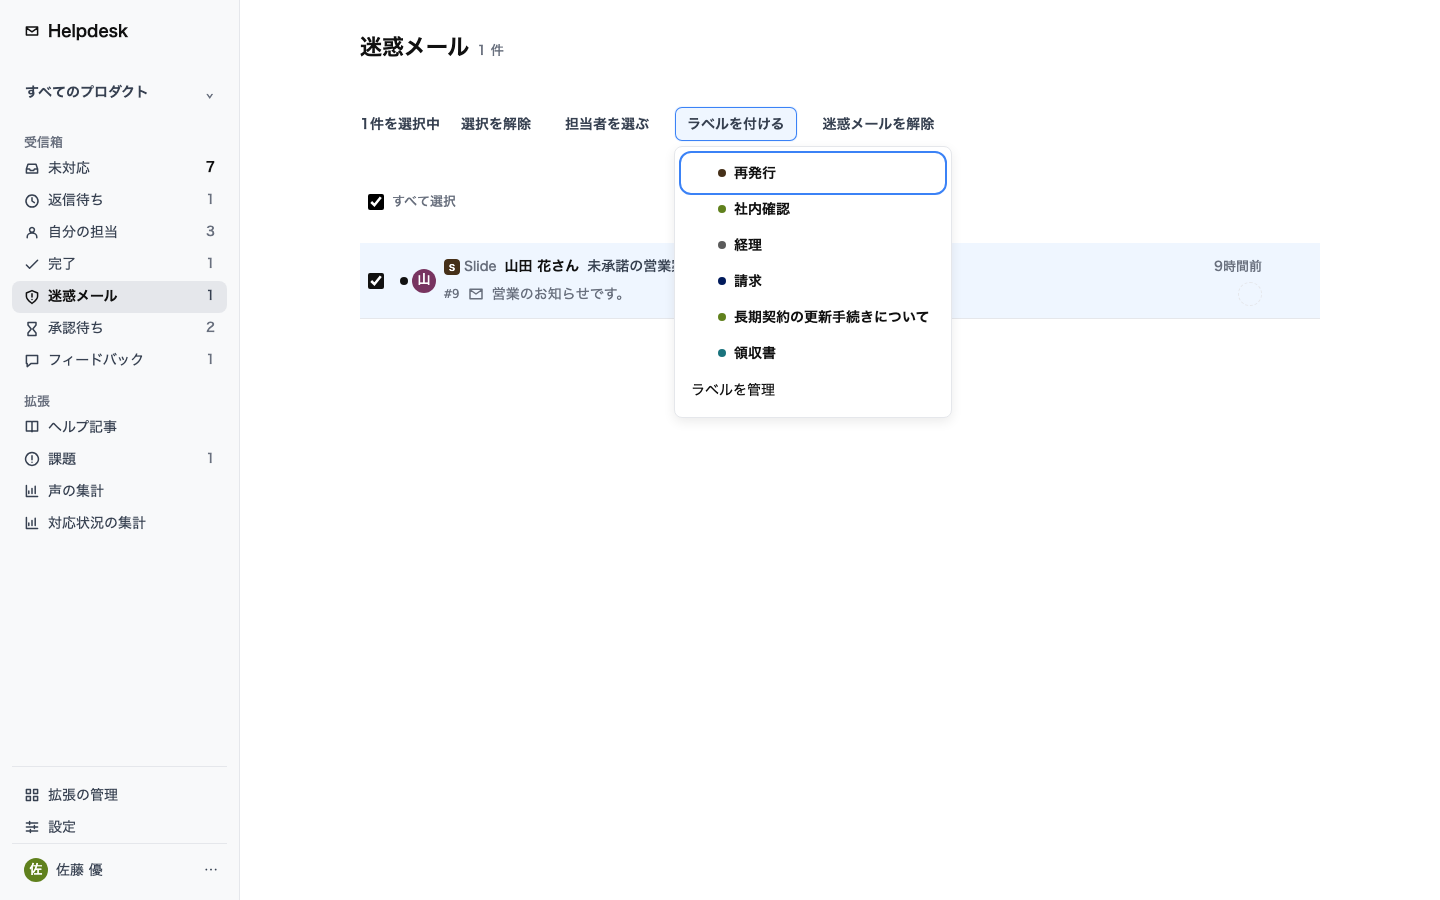 Helpdesk
すべてのプロダクト
受信箱
未対応 7
返信待ち 1
自分の担当 3
完了 1
迷惑メール 1
承認待ち 2
フィードバック 1
拡張
ヘルプ記事
課題 1
声の集計
対応状況の集計
拡張の管理
設定
佐 佐藤 優 …
迷惑メール 1 件
1件を選択中 選択を解除 担当者を選ぶ ラベルを付ける 迷惑メールを解除
すべて選択
山 S Slide 山田 花さん 未承諾の営業 9時間前
#9 営業のお知らせです。
再発行
社内確認
経理
請求
長期契約の更新手続きについて
領収書
ラベルを管理